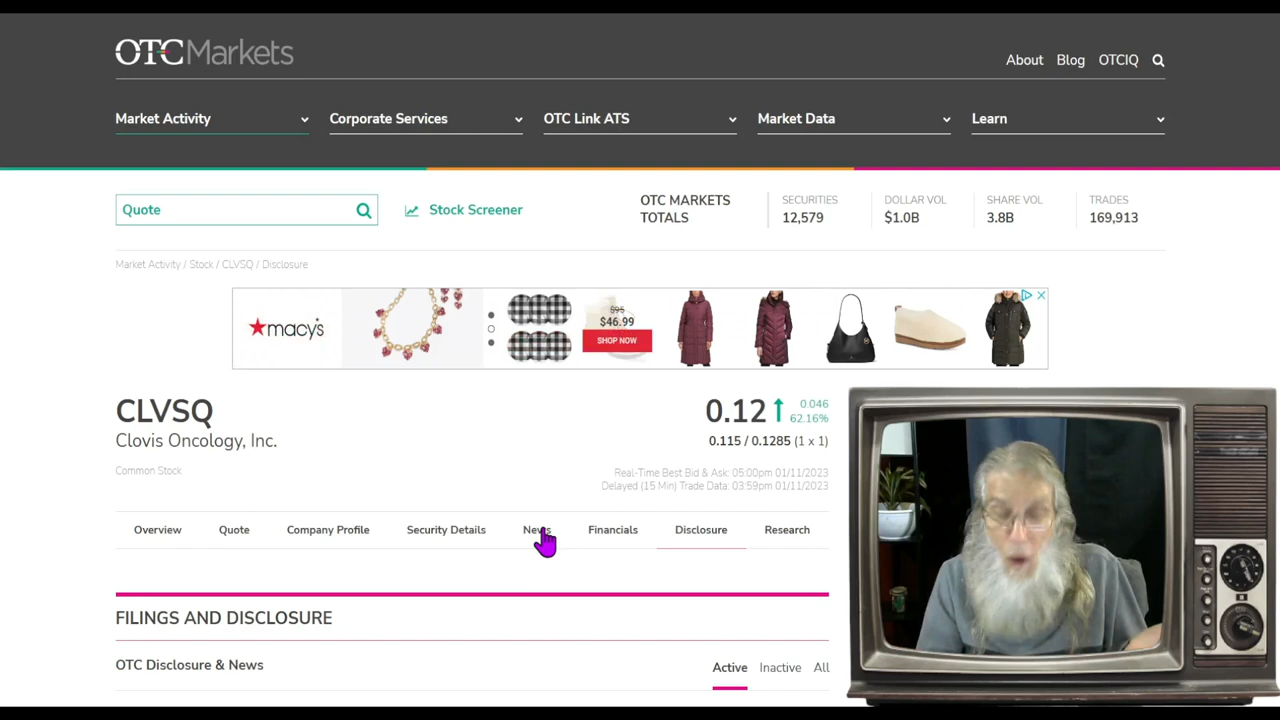 OTCMarkets
About Blog OTCIQ
Market Activity Corporate Services OTC Link ATS Market Data Learn
Quote Stock Screener
OTC MARKETS TOTALS
SECURITIES 12,579
DOLLAR VOL $1.0B
SHARE VOL 3.8B
TRADES 169,913
Market Activity / Stock / CLVSQ / Disclosure
macy's
$95
$46.99
SHOP NOW
CLVSQ
Clovis Oncology, Inc.
Common Stock
0.12 0.046
62.16%
0.115 / 0.1285 (1 x 1)
Real-Time Best Bid & Ask: 05:00pm 01/11/2023
Delayed (15 Min) Trade Data: 03:59pm 01/11/2023
Overview Quote Company Profile Security Details News Financials Disclosure Research
FILINGS AND DISCLOSURE
OTC Disclosure & News Active Inactive All